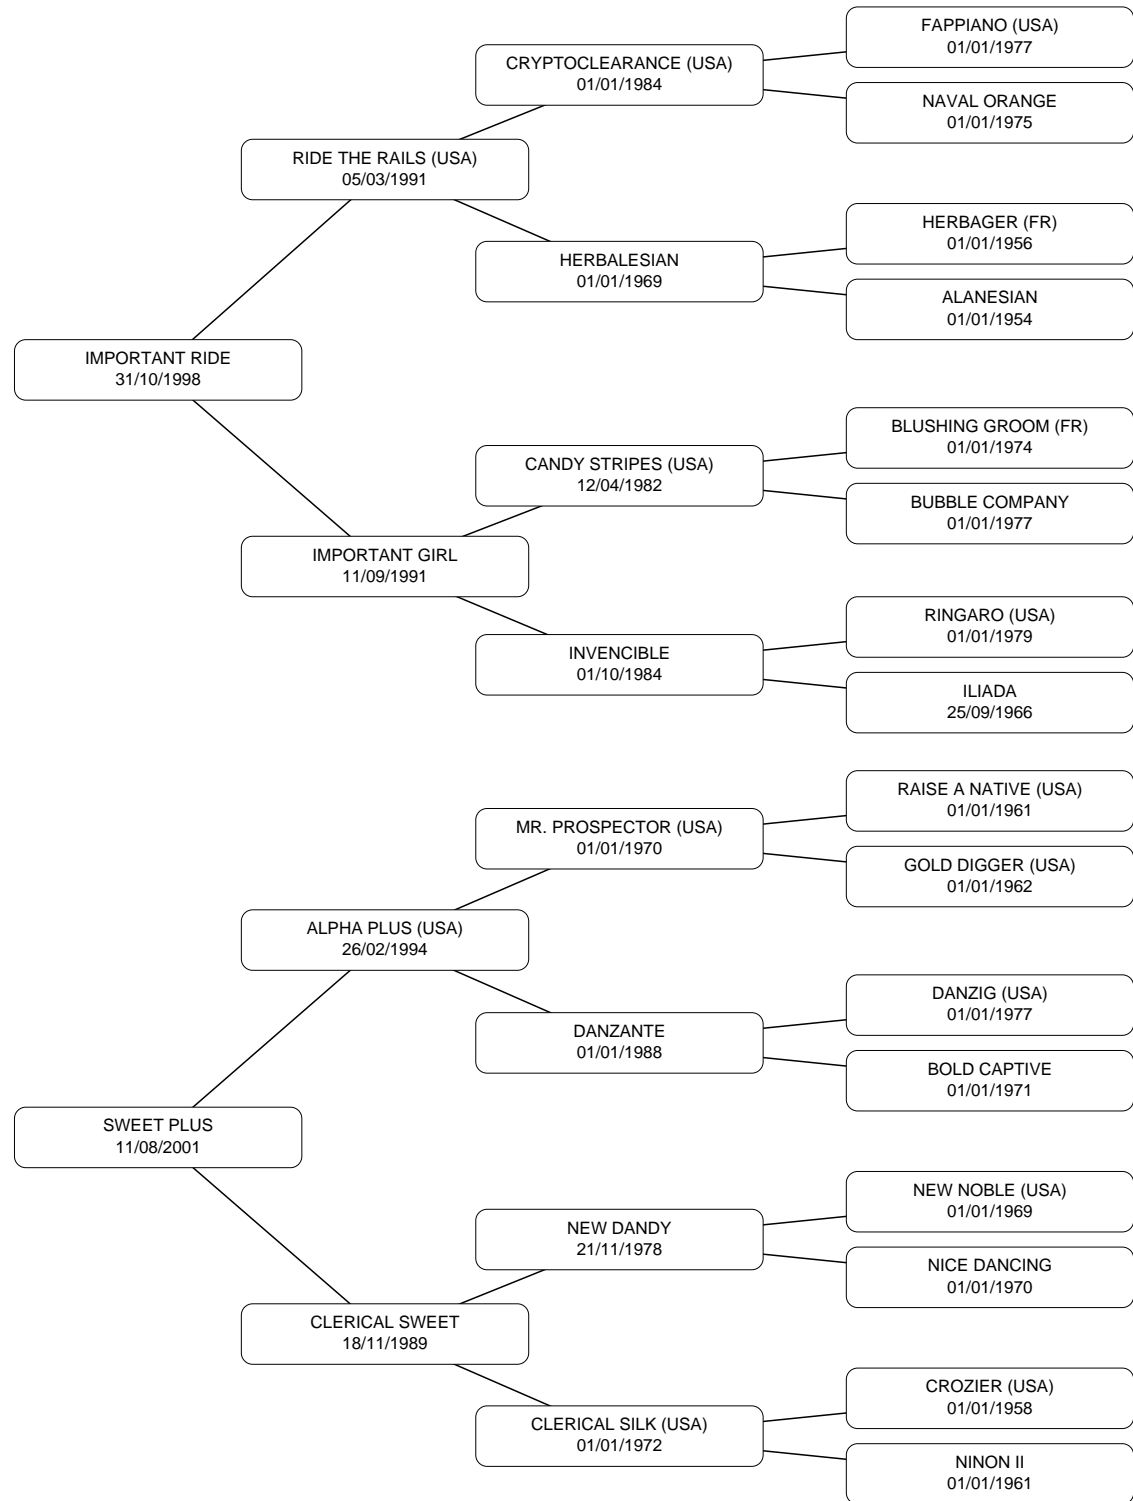 FAPPIANO (USA)
01/01/1977
CRYPTOCLEARANCE (USA)
01/01/1984
NAVAL ORANGE
01/01/1975
RIDE THE RAILS (USA)
05/03/1991
HERBAGER (FR)
01/01/1956
HERBALESIAN
01/01/1969
ALANESIAN
01/01/1954
IMPORTANT RIDE
31/10/1998
BLUSHING GROOM (FR)
01/01/1974
CANDY STRIPES (USA)
12/04/1982
BUBBLE COMPANY
01/01/1977
IMPORTANT GIRL
11/09/1991
RINGARO (USA)
01/01/1979
INVENCIBLE
01/10/1984
ILIADA
25/09/1966
RAISE A NATIVE (USA)
01/01/1961
MR. PROSPECTOR (USA)
01/01/1970
GOLD DIGGER (USA)
01/01/1962
ALPHA PLUS (USA)
26/02/1994
DANZIG (USA)
01/01/1977
DANZANTE
01/01/1988
BOLD CAPTIVE
01/01/1971
SWEET PLUS
11/08/2001
NEW NOBLE (USA)
01/01/1969
NEW DANDY
21/11/1978
NICE DANCING
01/01/1970
CLERICAL SWEET
18/11/1989
CROZIER (USA)
01/01/1958
CLERICAL SILK (USA)
01/01/1972
NINON II
01/01/1961